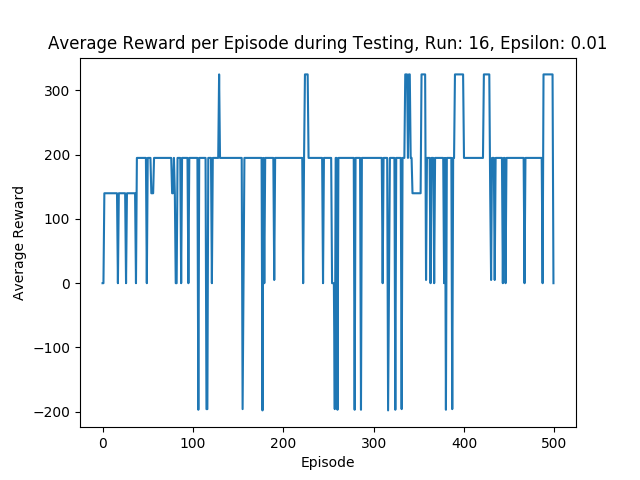 Average Reward per Episode during Testing, Run: 16, Epsilon: 0.01
300
200
100
0
−100
−200
Average Reward
0 100 200 300 400 500
Episode